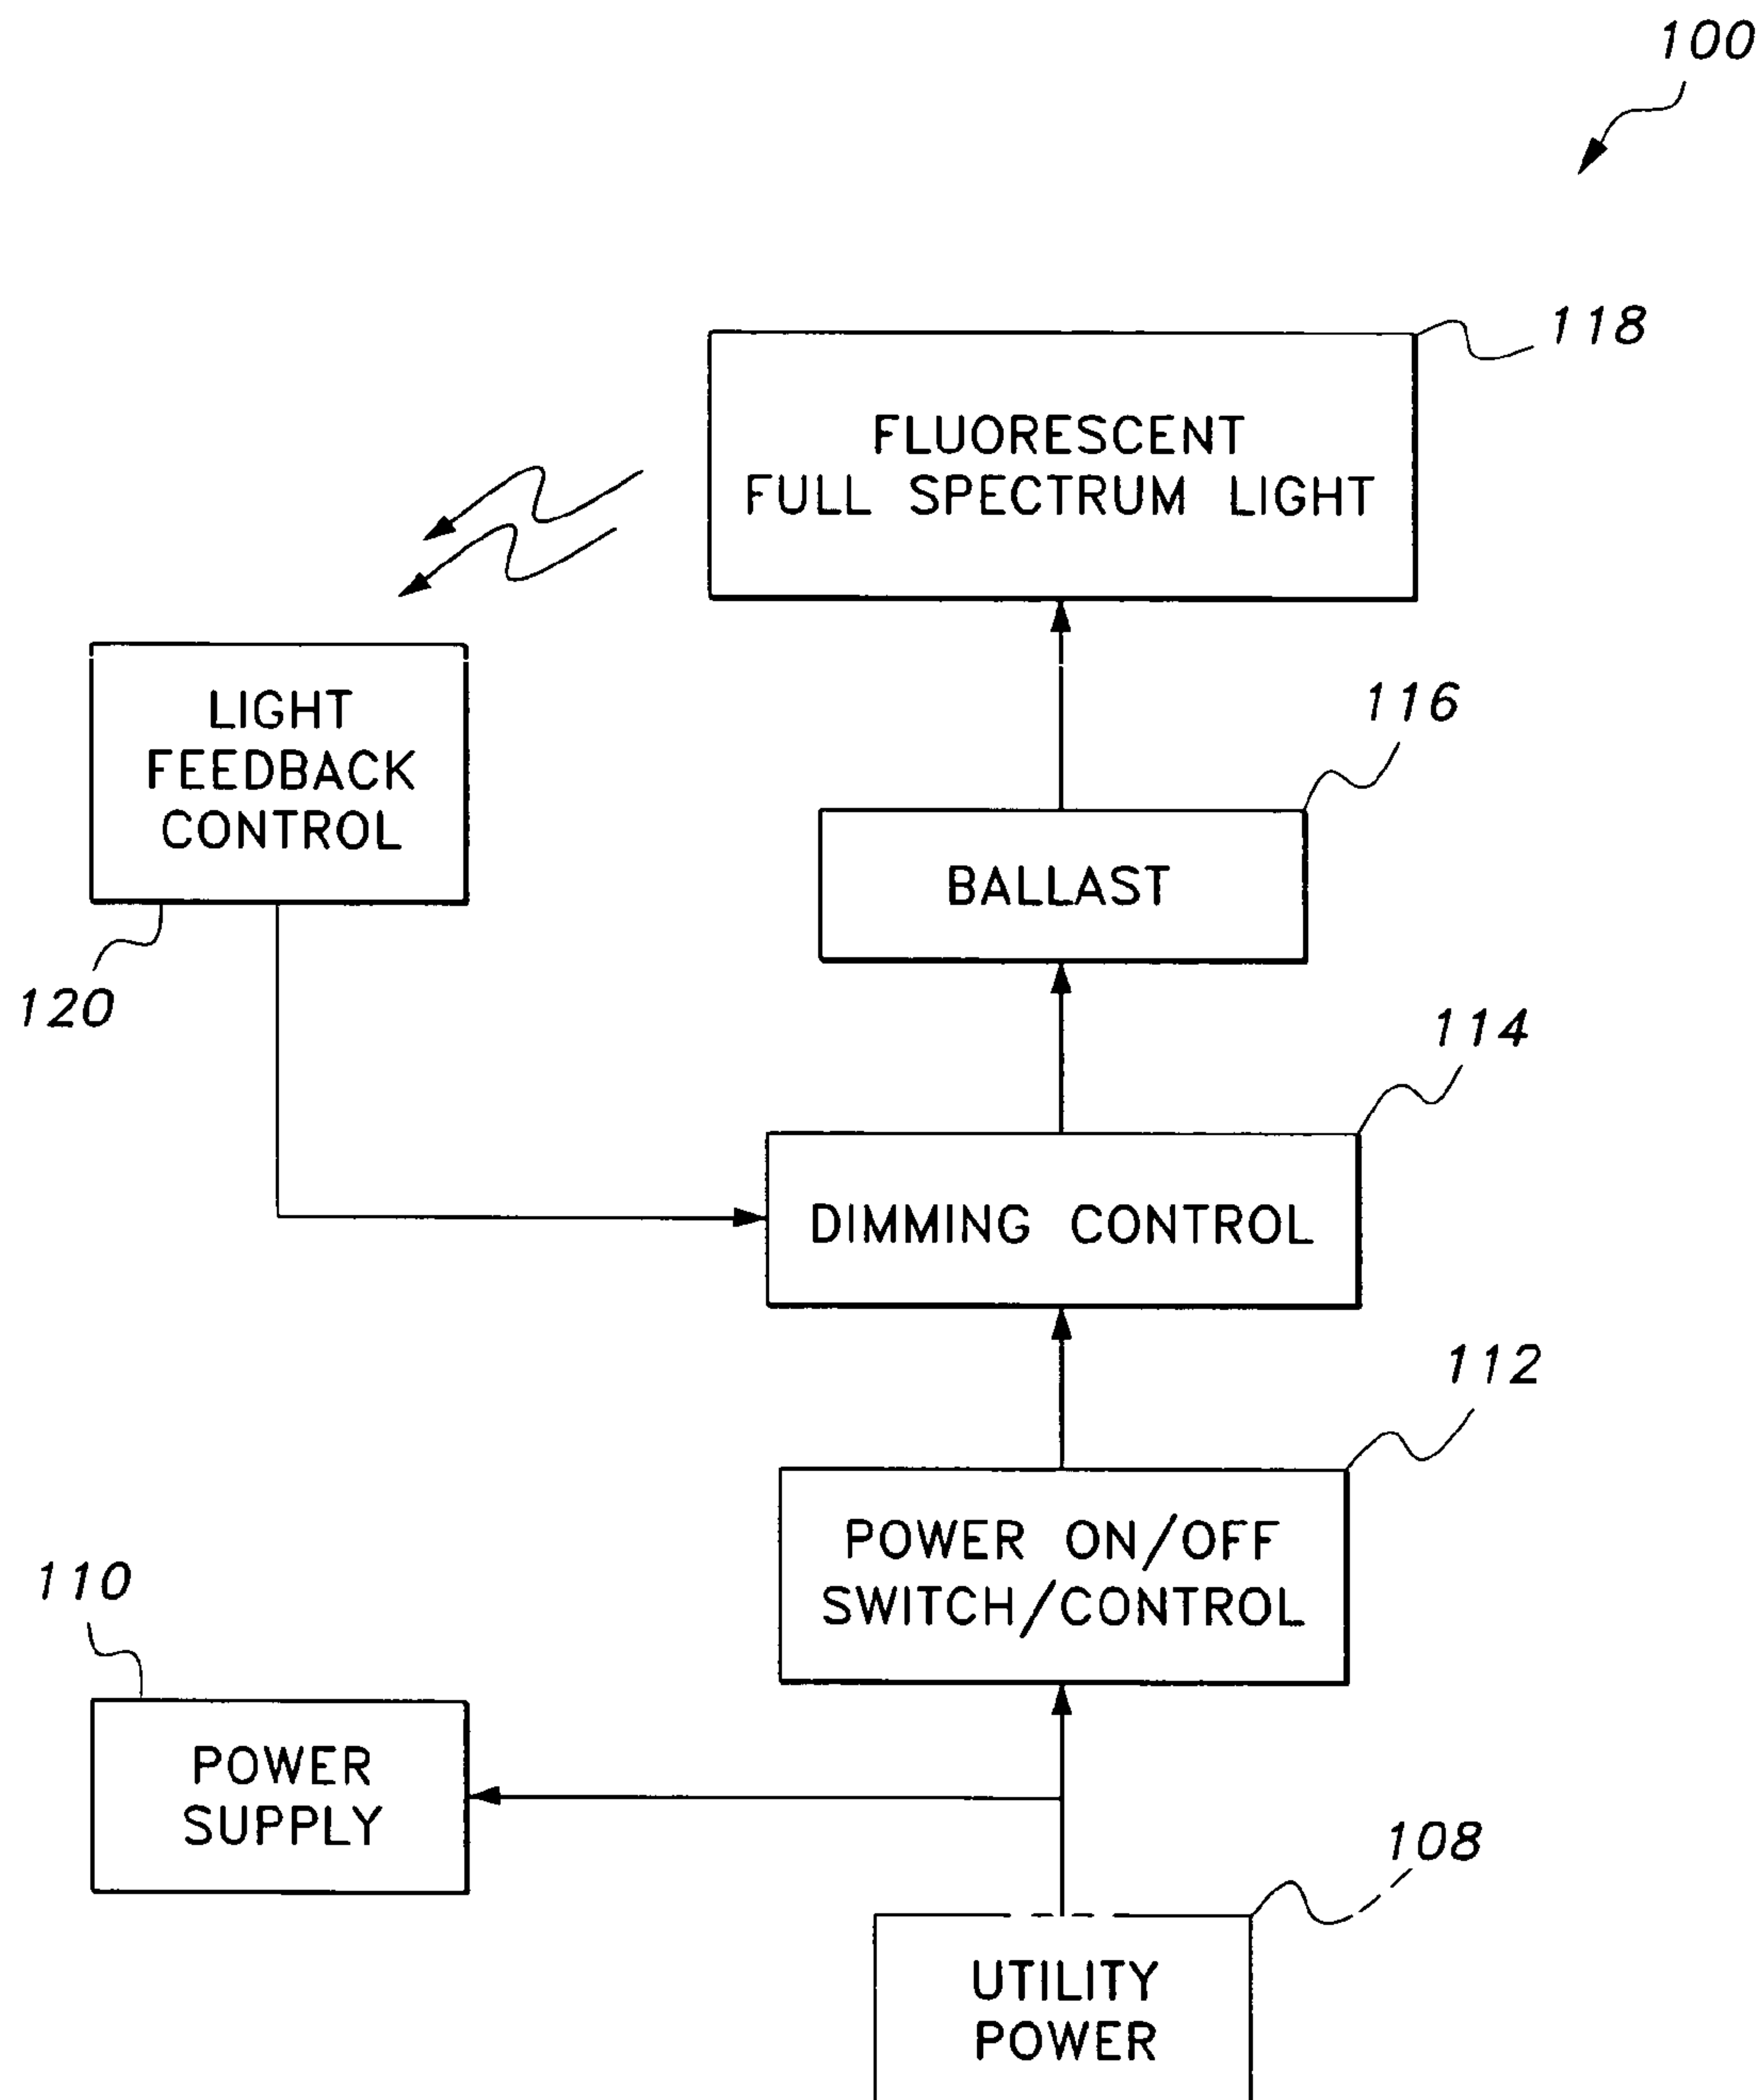 100
118
FLUORESCENT
FULL SPECTRUM LIGHT
LIGHT
FEEDBACK
CONTROL
120
116
BALLAST
114
DIMMING CONTROL
112
POWER ON/OFF
SWITCH/CONTROL
110
POWER
SUPPLY
108
UTILITY
POWER